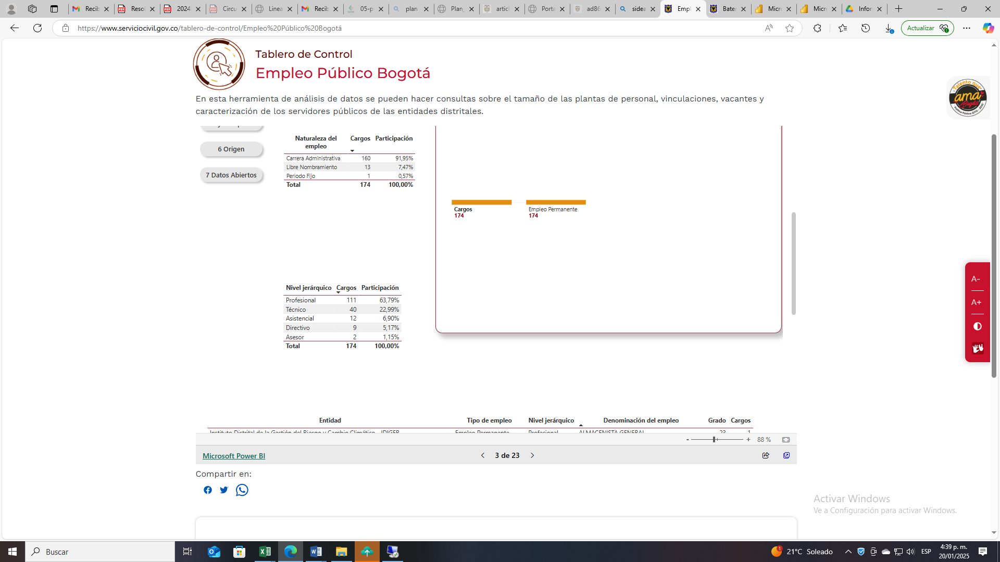 Recib
Resol
2024
Circu
Linea
Recib
05-p
plan
Plan_
articl
Porta
ad86
sidea
Empl
Bater
Micro
Micro
Infor
https://www.serviciocivil.gov.co/tablero-de-control/Empleo%20Público%20Bogotá
Actualizar
Tablero de Control
Empleo Público Bogotá
En esta herramienta de análisis de datos se pueden hacer consultas sobre el tamaño de las plantas de personal, vinculaciones, vacantes y
caracterización de los servidores públicos de las entidades distritales.
Talento que
ama
Bogotá
6 Origen
7 Datos Abiertos
Naturaleza del empleo Cargos Participación
Carrera Administrativa 160 91,95%
Libre Nombramiento 13 7,47%
Periodo Fijo 1 0,57%
Total 174 100,00%
Cargos
174
Empleo Permanente
174
Nivel jerárquico Cargos Participación
Profesional 111 63,79%
Técnico 40 22,99%
Asistencial 12 6,90%
Directivo 9 5,17%
Asesor 2 1,15%
Total 174 100,00%
A-
A+
Entidad Tipo de empleo Nivel jerárquico Denominación del empleo Grado Cargos
Instituto Distrital de la Gestión del Riesgo y Cambio Climático - IDIGER Empleo Permanente Profesional ALMACENISTA GENERAL 23 1
- + 88 %
Microsoft Power BI
3 de 23
Compartir en:
Activar Windows
Ve a Configuración para activar Windows.
Buscar
21°C Soleado
ESP
4:39 p. m.
20/01/2025